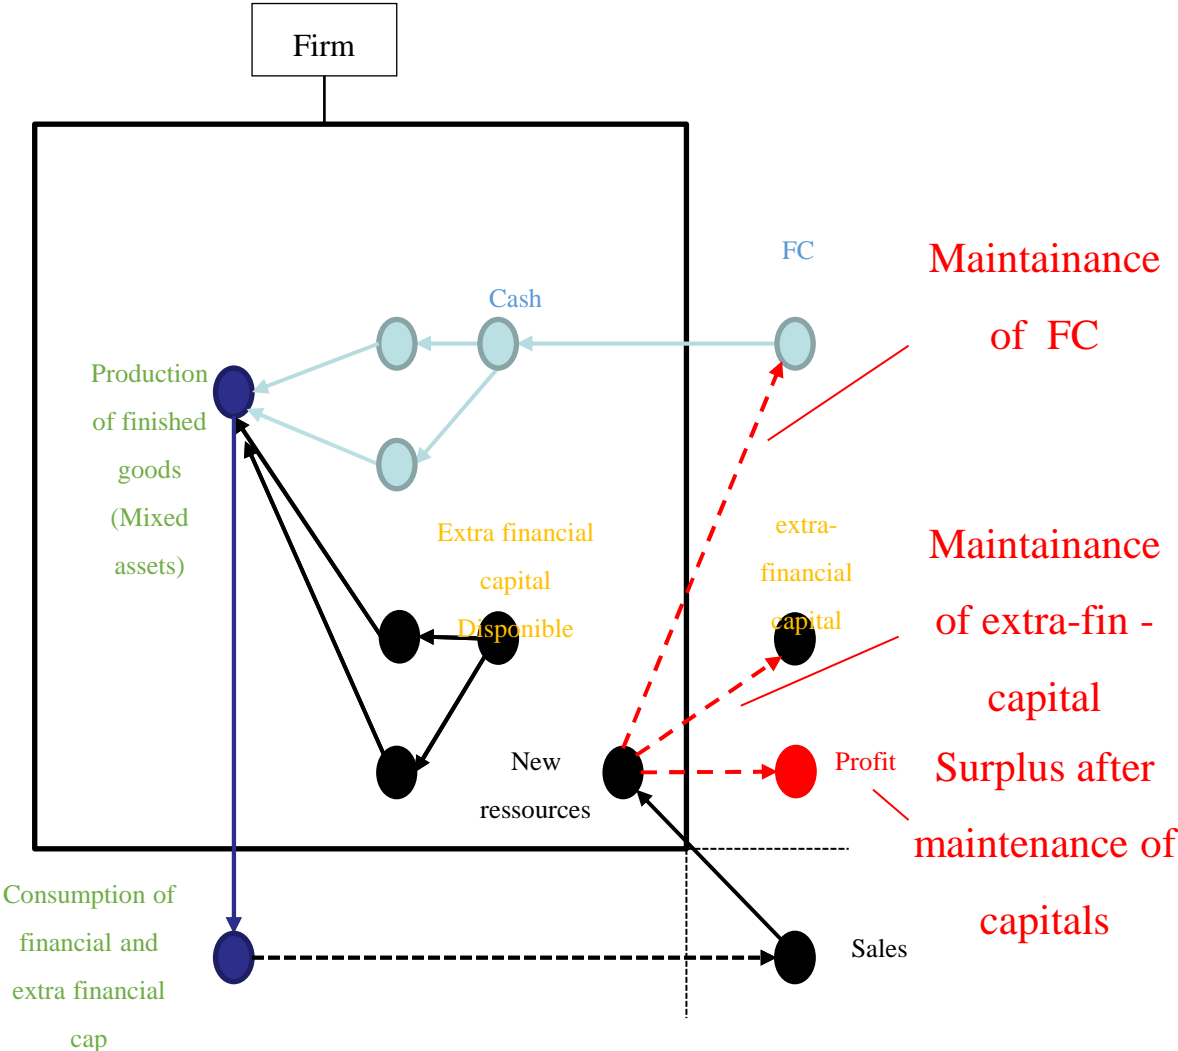 Firm
FC
Maintainance
of FC
Cash
Production
of finished
goods
(Mixed
assets)
Extra financial
capital
Disponible
extra-
financial
capital
Maintainance
of extra-fin -
capital
New
ressources
Profit
Surplus after
maintenance of
capitals
Consumption of
financial and
extra financial
cap
Sales